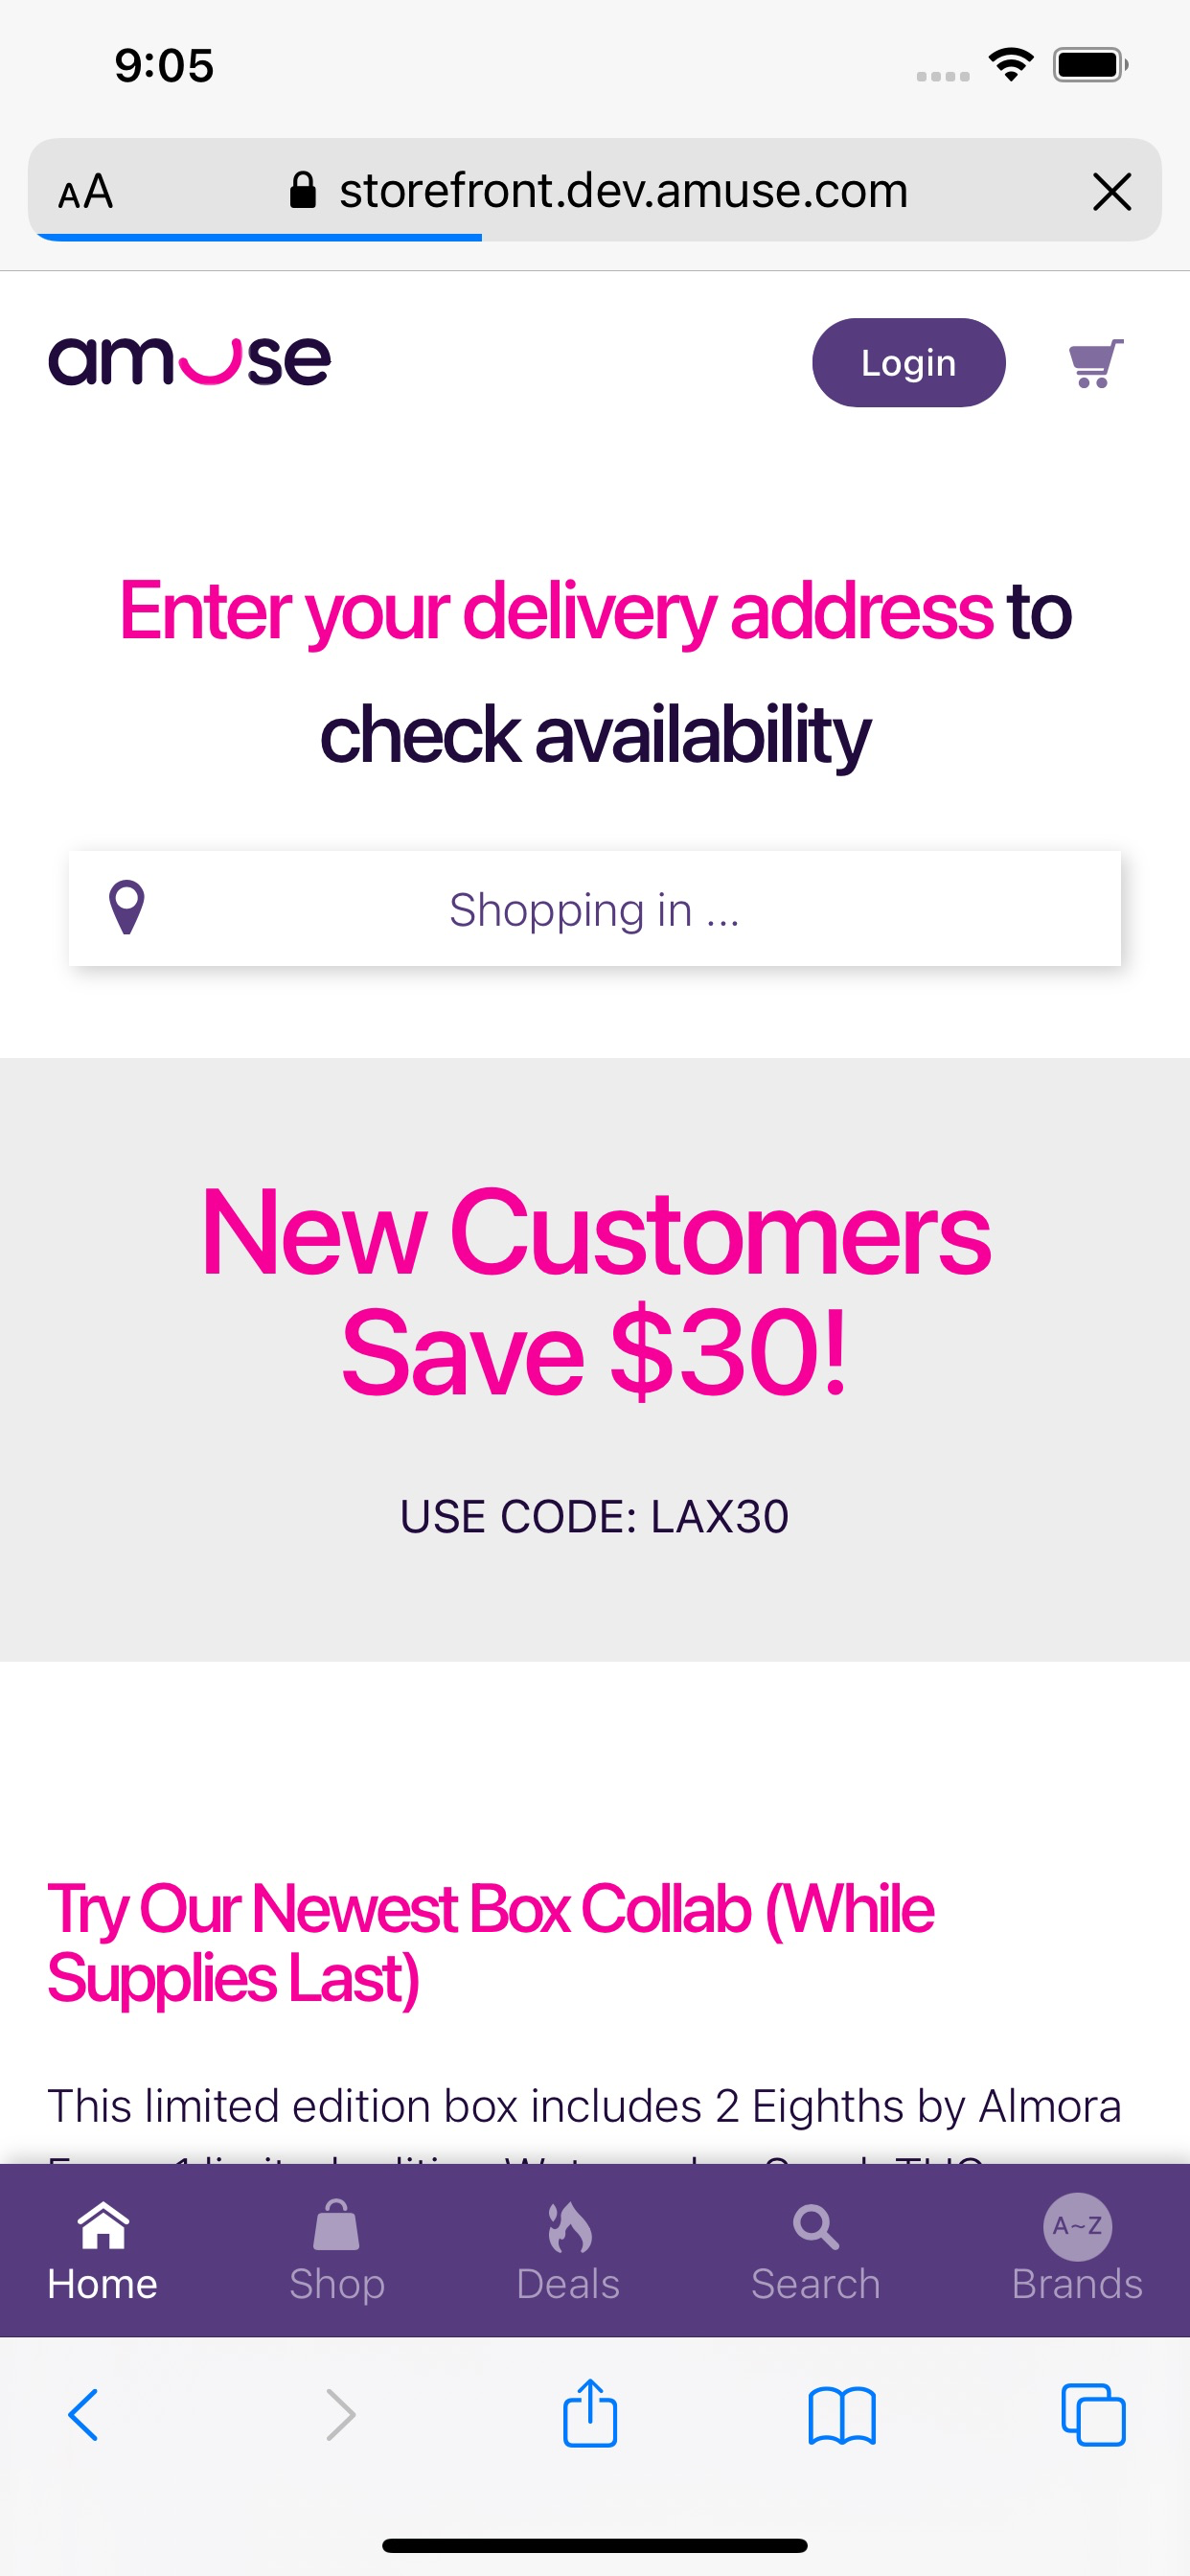 9:05
AA storefront.dev.amuse.com
amuse Login
Enter your delivery address to
check availability
Shopping in ...
New Customers
Save $30!
USE CODE: LAX30
Try Our Newest Box Collab (While
Supplies Last)
This limited edition box includes 2 Eighths by Almora
Home Shop Deals Search A~Z Brands